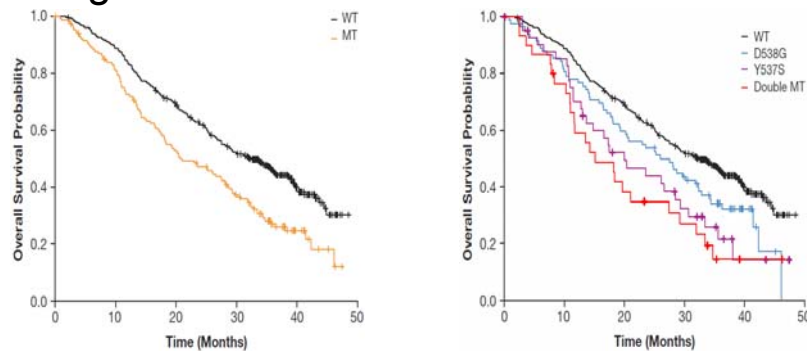 WT
MT
Overall Survival Probability
1.0
0.8
0.6
0.4
0.2
0.0
0
10
20
30
40
50
Time (Months)
WT
D538G
Y537S
Double MT
Overall Survival Probability
1.0
0.8
0.6
0.4
0.2
0.0
0
10
20
30
40
50
Time (Months)